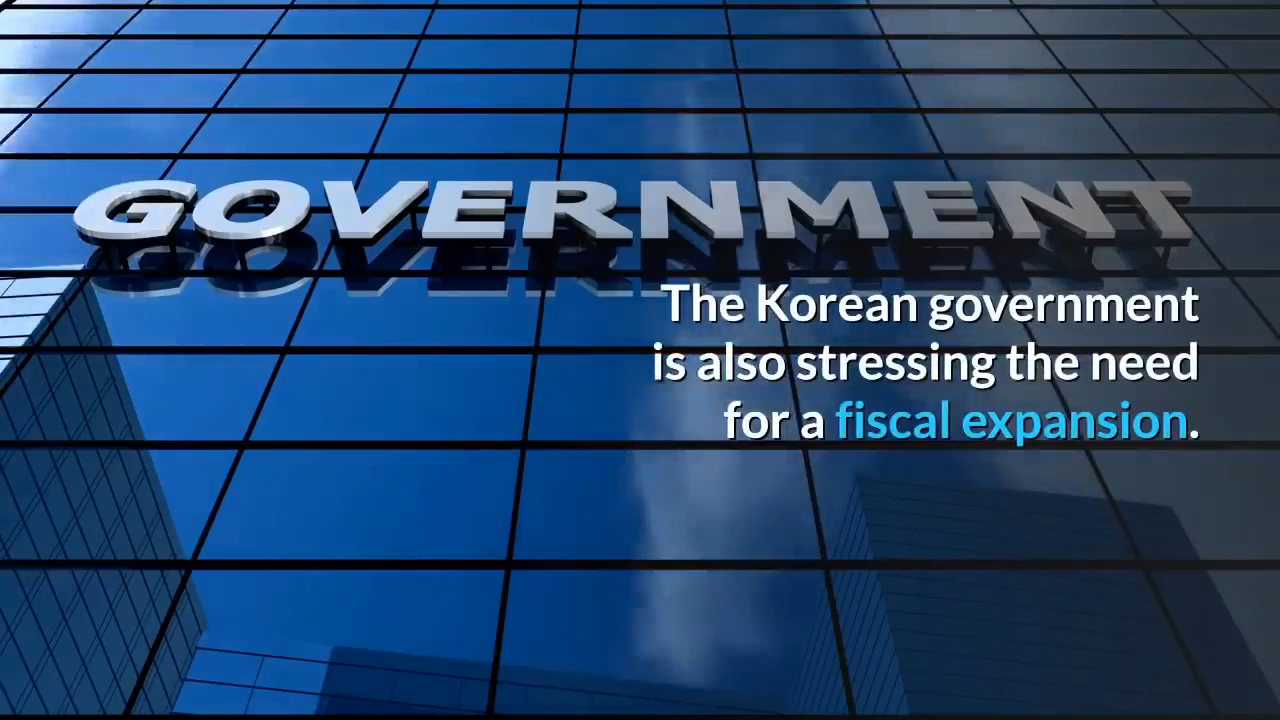 GOVERNMENT
The Korean government
is also stressing the need
for a fiscal expansion.